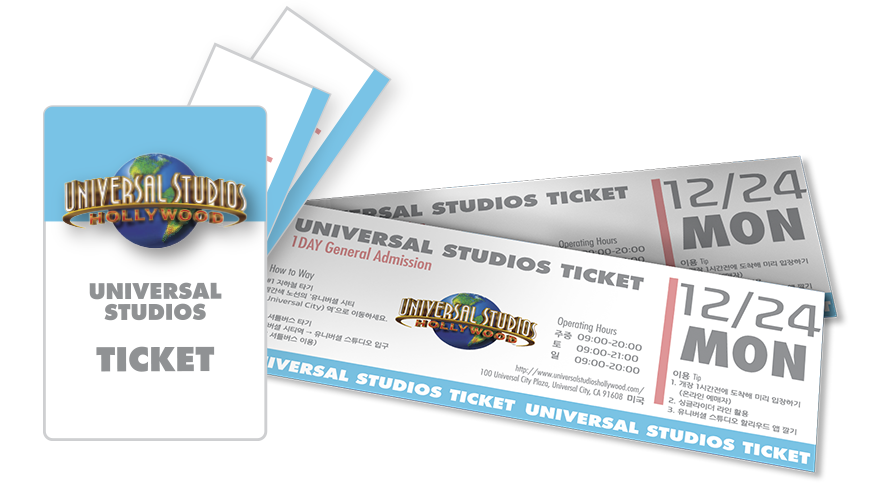 UNIVERSAL STUDIOS
HOLLYWOOD
UNIVERSAL
STUDIOS
TICKET
STUDIOS TICKET
Operating Hours
09:00-20:00
12/24
MON
이용 Tip
UNIVERSAL STUDIOS TICKET
1DAY General Admission
How to Way
#1 지하철 타기
노선의 '유니버셜 시티
Universal City) 역'으로 이동하세요.
셔틀버스 타기
시티역 → 유니버셜 스튜디오 입구
셔틀버스 이용)
UNIVERSAL STUDIOS
HOLLYWOOD
Operating Hours
주중 09:00-20:00
토 09:00-21:00
일 09:00-20:00
http://www.universalstudioshollywood.com/
100 Universal City Plaza, Universal City, CA 91608 미국
12/24
MON
이용 Tip
1. 개장 1시간전에 도착해 미리 입장하기
(온라인 예매자)
2. 싱글라이더 라인 활용
3. 유니버셜 스튜디오 할리우드 앱 깔기
UNIVERSAL STUDIOS TICKET UNIVERSAL STUDIOS TICKET